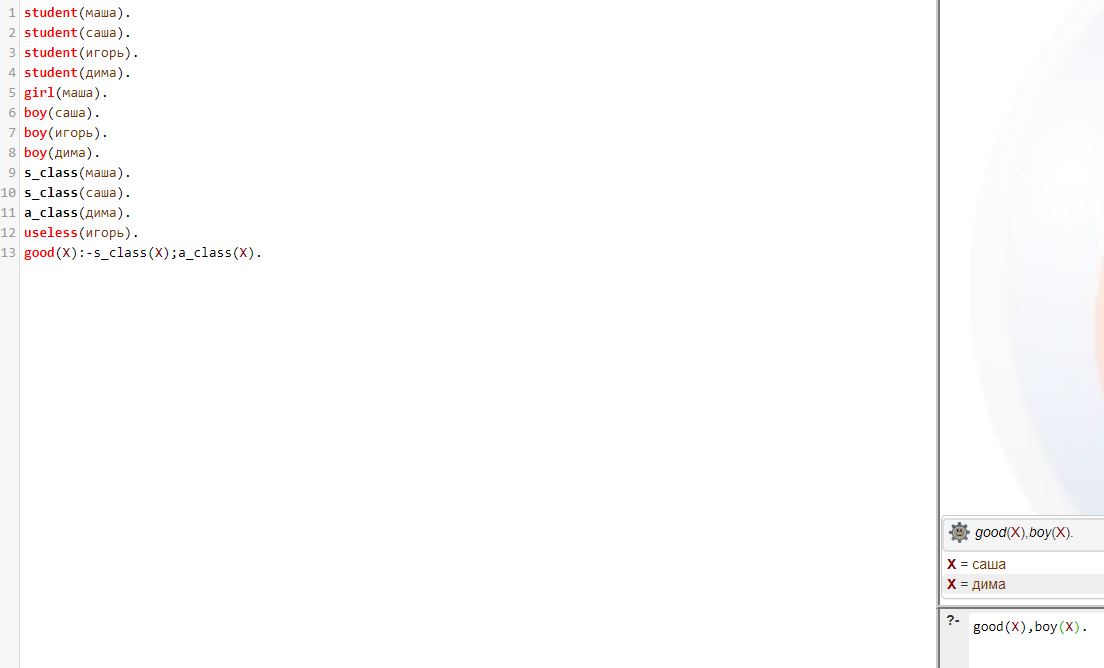 1 student(маша).
2 student(саша).
3 student(игорь).
4 student(дима).
5 girl(маша).
6 boy(саша).
7 boy(игорь).
8 boy(дима).
9 s_class(маша).
10 s_class(саша).
11 a_class(дима).
12 useless(игорь).
13 good(X):-s_class(X);a_class(X).
good(X),boy(X).
X = саша
X = дима
?- good(X),boy(X).